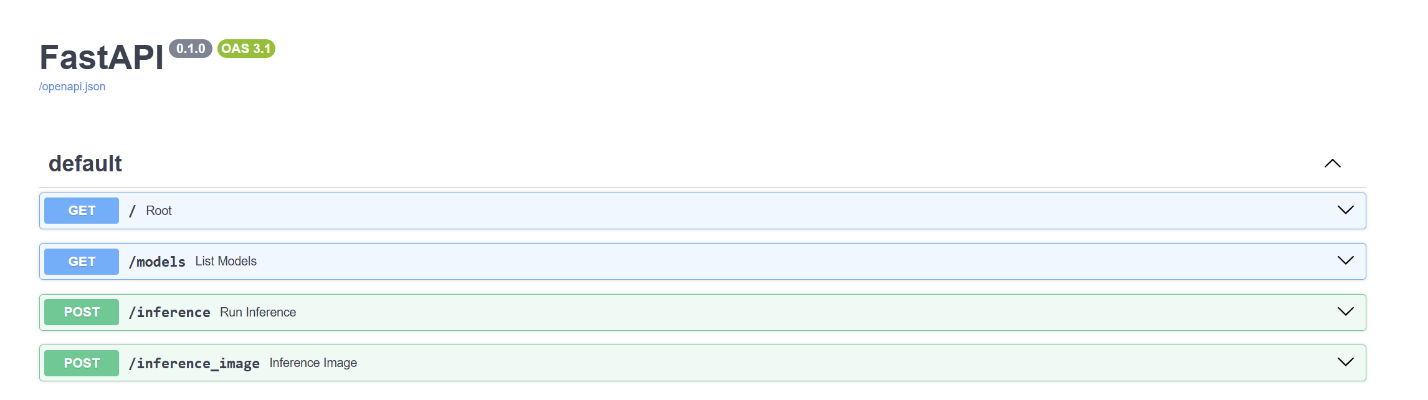 FastAPI 0.1.0 OAS 3.1
/openapi.json
default
GET / Root
GET /models List Models
POST /inference Run Inference
POST /inference_image Inference Image